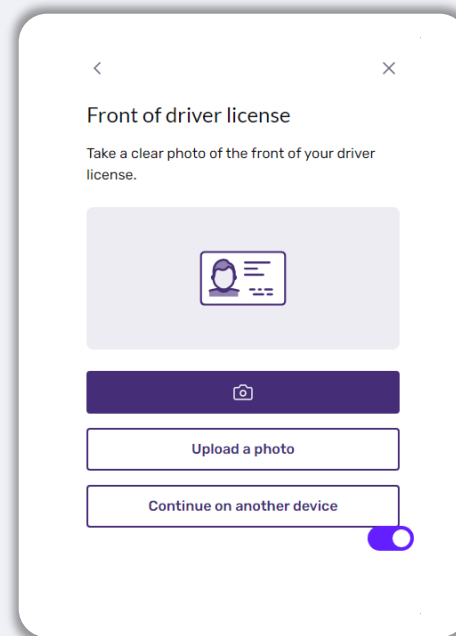 Front of driver license
Take a clear photo of the front of your driver
license.
Upload a photo
Continue on another device